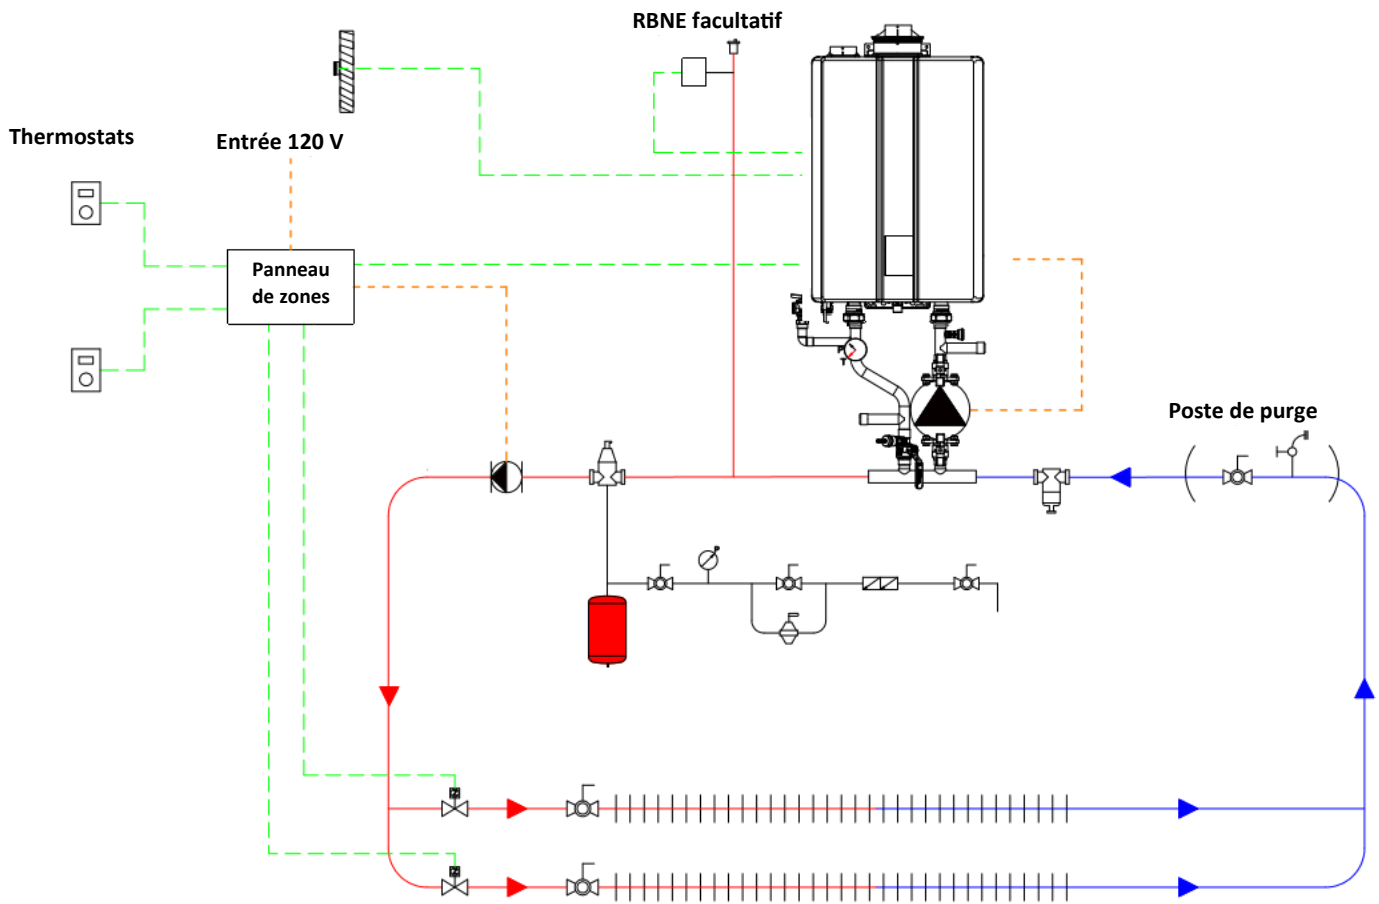 RBNE facultatif
Thermostats
Entrée 120 V
Panneau
de zones
Poste de purge